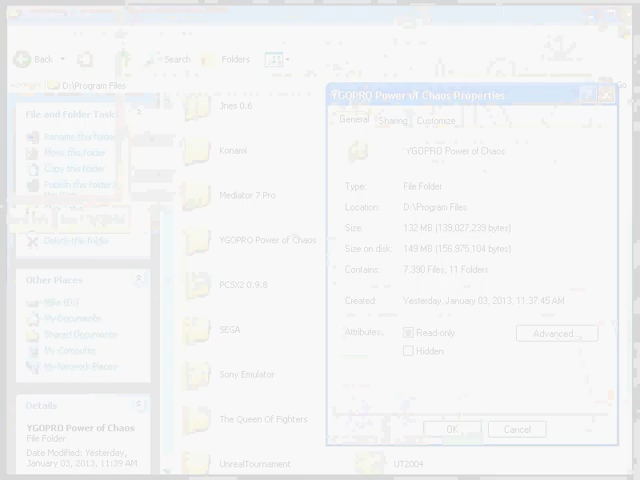 Back Search Folders
D:\Program Files Go
File and Folder Task
Rename this folder
Move this folder
Copy this folder
Publish this folder
Delete this folder
Other Places
My Documents
Shared Documents
My Computer
My Network Places
Details
YGOPRO Power of Chaos
File Folder
Date Modified: Yesterday,
January 03, 2013, 11:39 AM
Jnes 0.6
Konami
Mediator 7 Pro
YGOPRO Power of Chaos
PCSX2 0.9.8
SEGA
Sony Emulator
The Queen Of Fighters
UnrealTournament
UT2004
YGOPRO Power of Chaos Properties
General Sharing Customize
YGOPRO Power of Chaos
Type: File Folder
Location: D:\Program Files
Size: 132 MB (139,027,239 bytes)
Size on disk: 149 MB (156,975,104 bytes)
Contains: 7,390 Files, 11 Folders
Created: Yesterday, January 03, 2013, 11:37:45 AM
Attributes: Read-only Advanced...
Hidden
OK Cancel